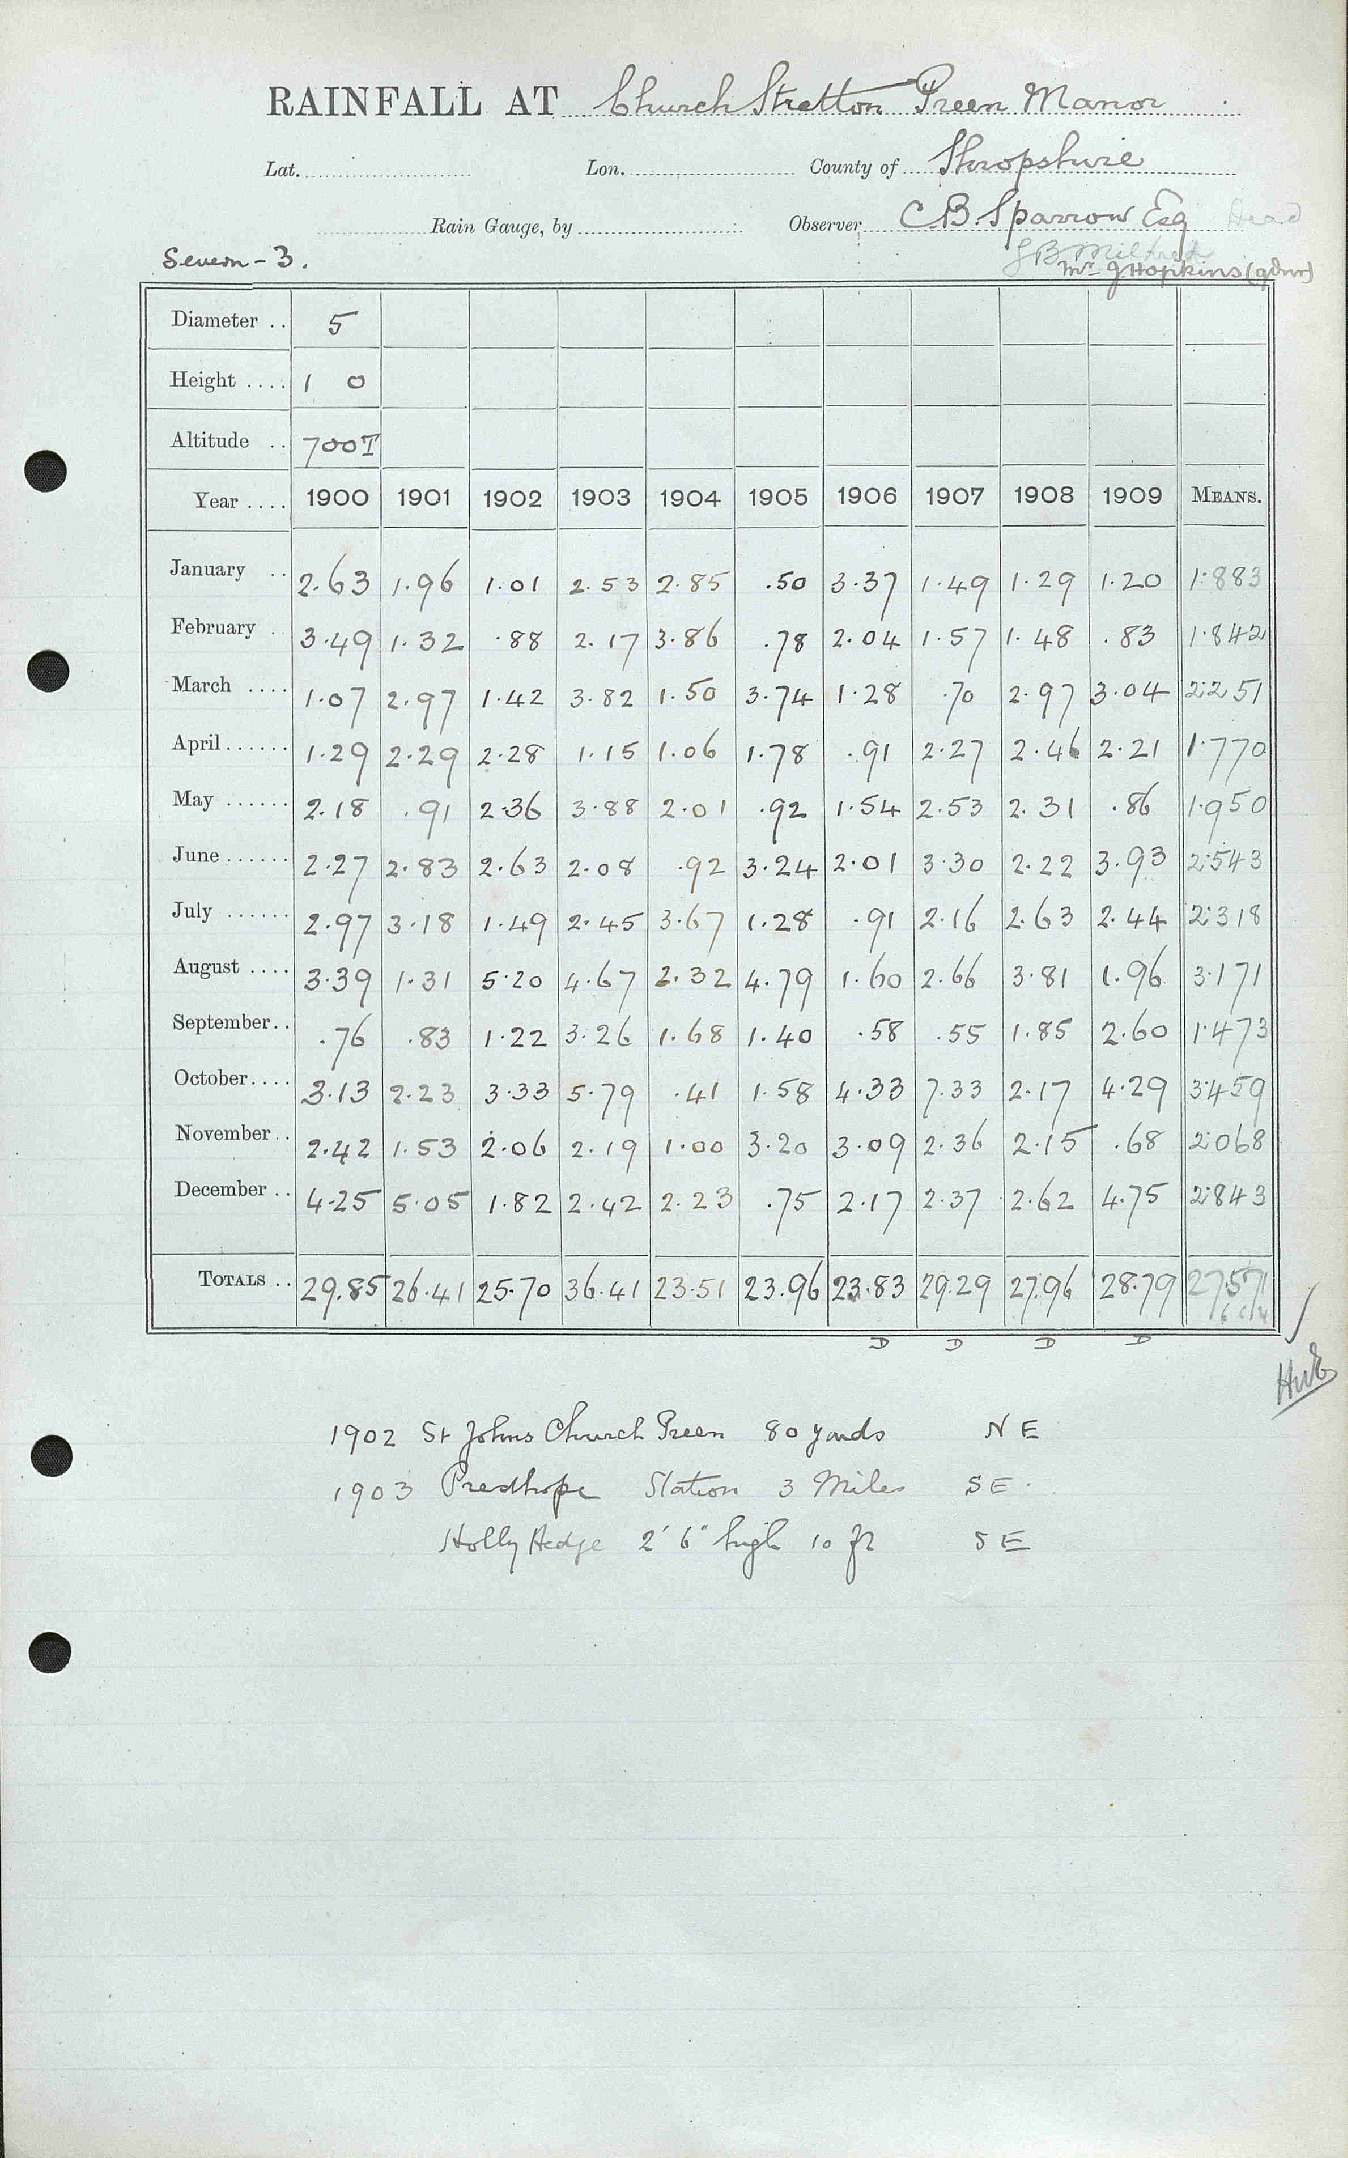 RAINFALL AT Church Stretton Preen Manor
Lat. Lon. County of Shropshire
Rain Gauge, by Observer C B Sparrow Esq Dead
Severn - 3.
Mr J Hopkins (gdnr)
Diameter .. 5
Height .... 1 0
Altitude .. 700T
Year .... 1900 1901 1902 1903 1904 1905 1906 1907 1908 1909 MEANS.
January .. 2.63 1.96 1.01 2.53 2.85 .50 3.37 1.49 1.29 1.20 1.883
February . 3.49 1.32 .88 2.17 3.86 .78 2.04 1.57 1.48 .83 1.842
March .... 1.07 2.97 1.42 3.82 1.50 3.74 1.28 .70 2.97 3.04 2.251
April ...... 1.29 2.29 2.28 1.15 1.06 1.78 .91 2.27 2.46 2.21 1.770
May ...... 2.18 .91 2.36 3.88 2.01 .92 1.54 2.53 2.31 .86 1.950
June ...... 2.27 2.83 2.63 2.08 .92 3.24 2.01 3.30 2.22 3.93 2.543
July ...... 2.97 3.18 1.49 2.45 3.67 1.28 .91 2.16 2.63 2.44 2.318
August .... 3.39 1.31 5.20 4.67 2.32 4.79 1.60 2.66 3.81 1.96 3.171
September .. .76 .83 1.22 3.26 1.68 1.40 .58 .55 1.85 2.60 1.473
October .... 3.13 2.23 3.33 5.79 .41 1.58 4.33 7.33 2.17 4.29 3.459
November .. 2.42 1.53 2.06 2.19 1.00 3.20 3.09 2.36 2.15 .68 2.068
December .. 4.25 5.05 1.82 2.42 2.23 .75 2.17 2.37 2.62 4.75 2.843
TOTALS .. 29.85 26.41 25.70 36.41 23.51 23.96 23.83 29.29 27.96 28.79 27.571
D D D D
1902 St Johns Church Preen 80 yards N E
1903 Presthope Station 3 Miles S E.
Holly Hedge 2' 6" high 10 ft S E